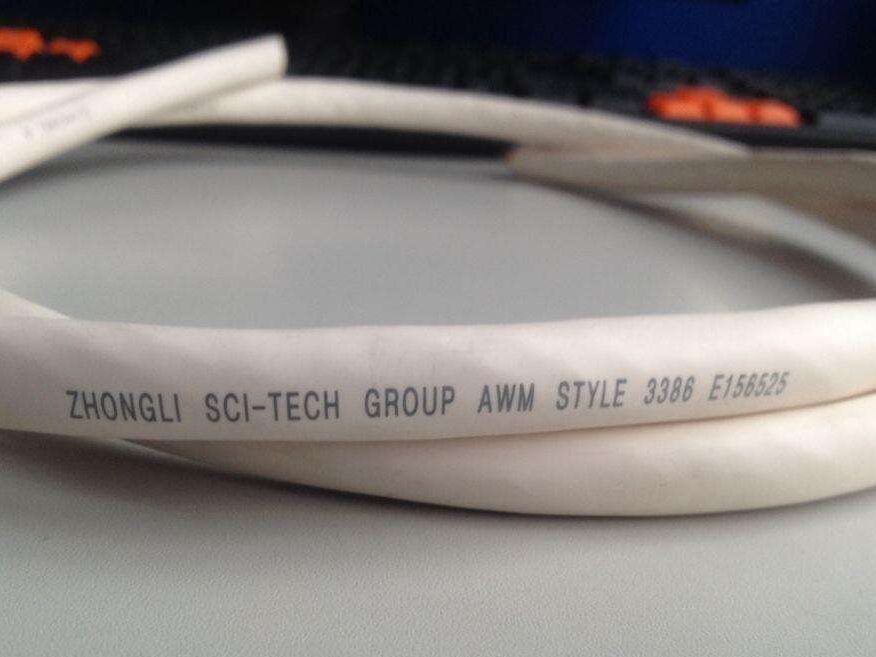 ZHONGLI SCI-TECH GROUP AWM STYLE 3386 E156525